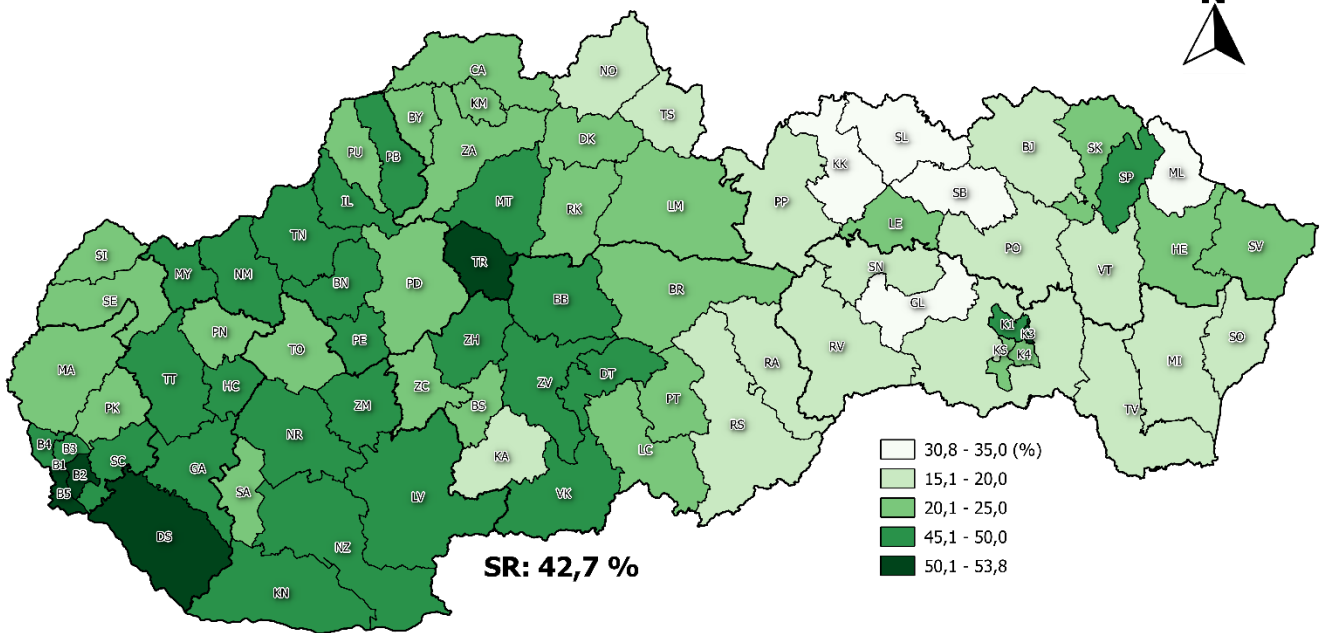 N
CA
NO
KM
BY
TS
PU
PB
ZA
DK
SL
BJ
SK
KK
SP
ML
IL
MT
RK
LM
PP
SB
LE
TN
PO
HE
SV
SI
MY
NM
BN
PD
TR
BB
BR
SN
VT
SE
GL
PN
TO
PE
ZH
K1
K3
SO
MA
TT
HC
ZC
ZV
DT
RA
RV
KS
K4
MI
PK
ZM
BS
PT
RS
TV
B4
B3
SC
NR
KA
LC
B1
B2
GA
SA
LV
VK
B5
DS
NZ
KN
SR: 42,7 %
30,8 - 35,0 (%)
15,1 - 20,0
20,1 - 25,0
45,1 - 50,0
50,1 - 53,8